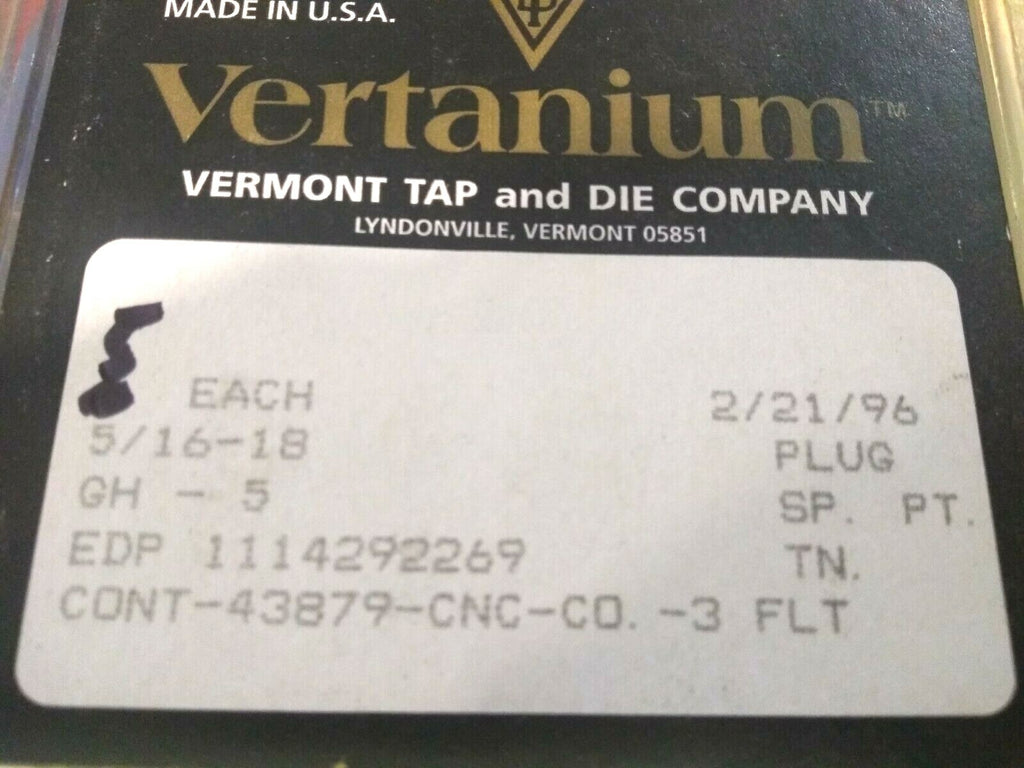 MADE IN U.S.A.
Vertanium™
VERMONT TAP and DIE COMPANY
LYNDONVILLE, VERMONT 05851
5
EACH 2/21/96
5/16-18 PLUG
GH - 5 SP. PT.
EDP 1114292269 TN.
CONT-43879-CNC-CO. -3 FLT